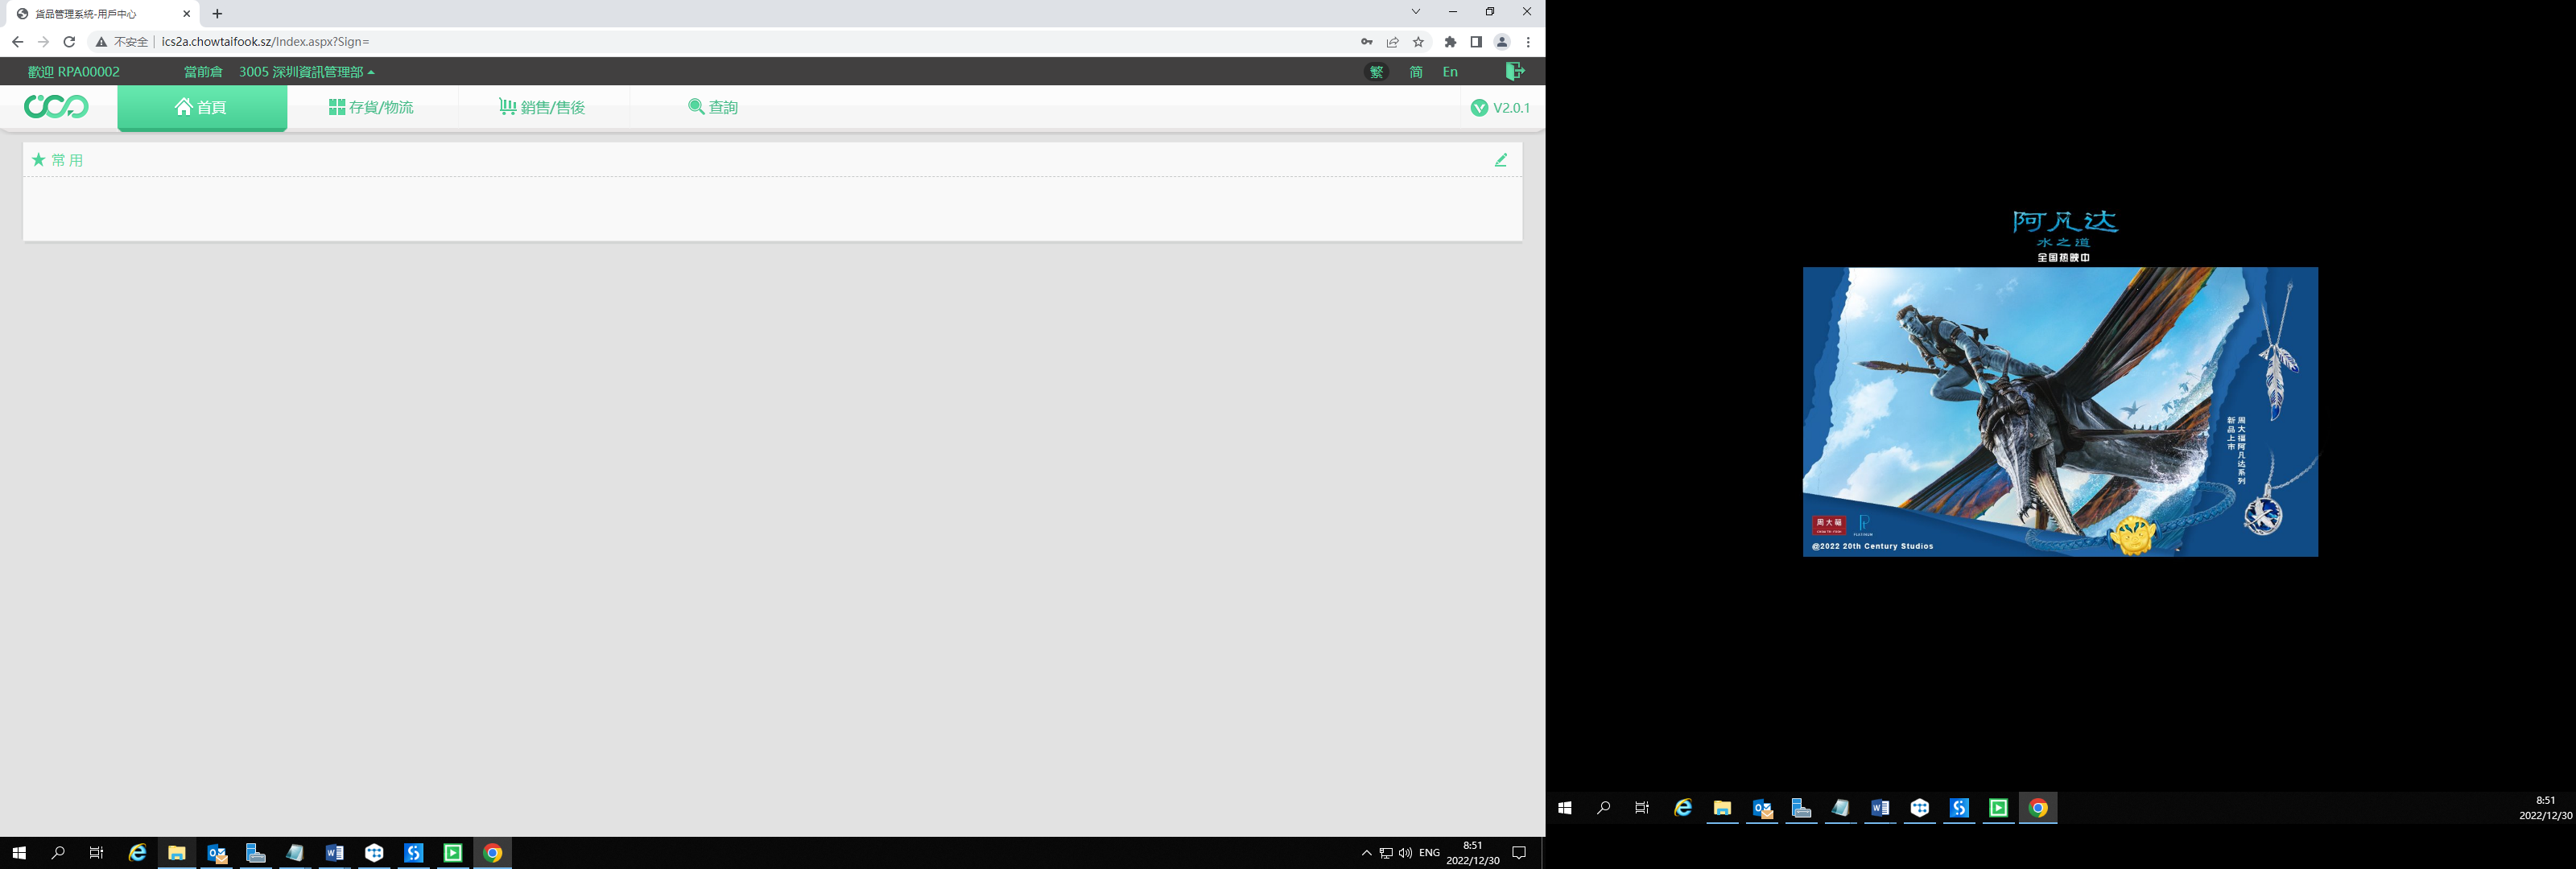 貨品管理系統-用戶中心
不安全 ics2a.chowtaifook.sz/Index.aspx?Sign=
歡迎 RPA00002 當前倉 3005 深圳資訊管理部 繁 简 En
首頁 存貨/物流 銷售/售後 查詢 V2.0.1
常用
ENG
8:51
2022/12/30
阿凡达
水之道
全国热映中
周大福阿凡达系列
新品上市
周大福
PLATINUM
@2022 20th Century Studios
8:51
2022/12/30